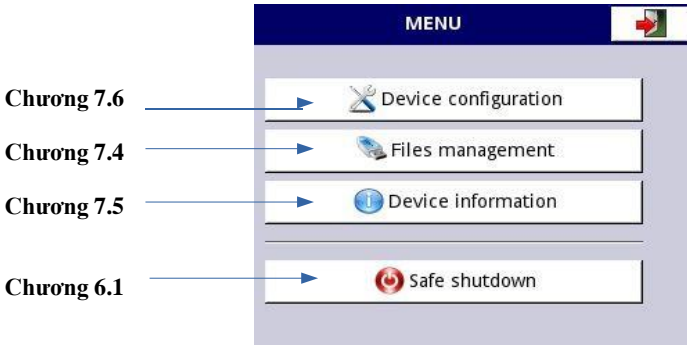 MENU
Chương 7.6
Device configuration
Chương 7.4
Files management
Chương 7.5
Device information
Chương 6.1
Safe shutdown